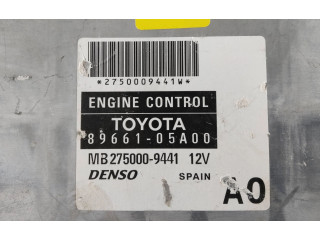 *2750009441W*
ENGINE CONTROL
TOYOTA
89661-05A00
MB275000-9441 12V
DENSO SPAIN
A0